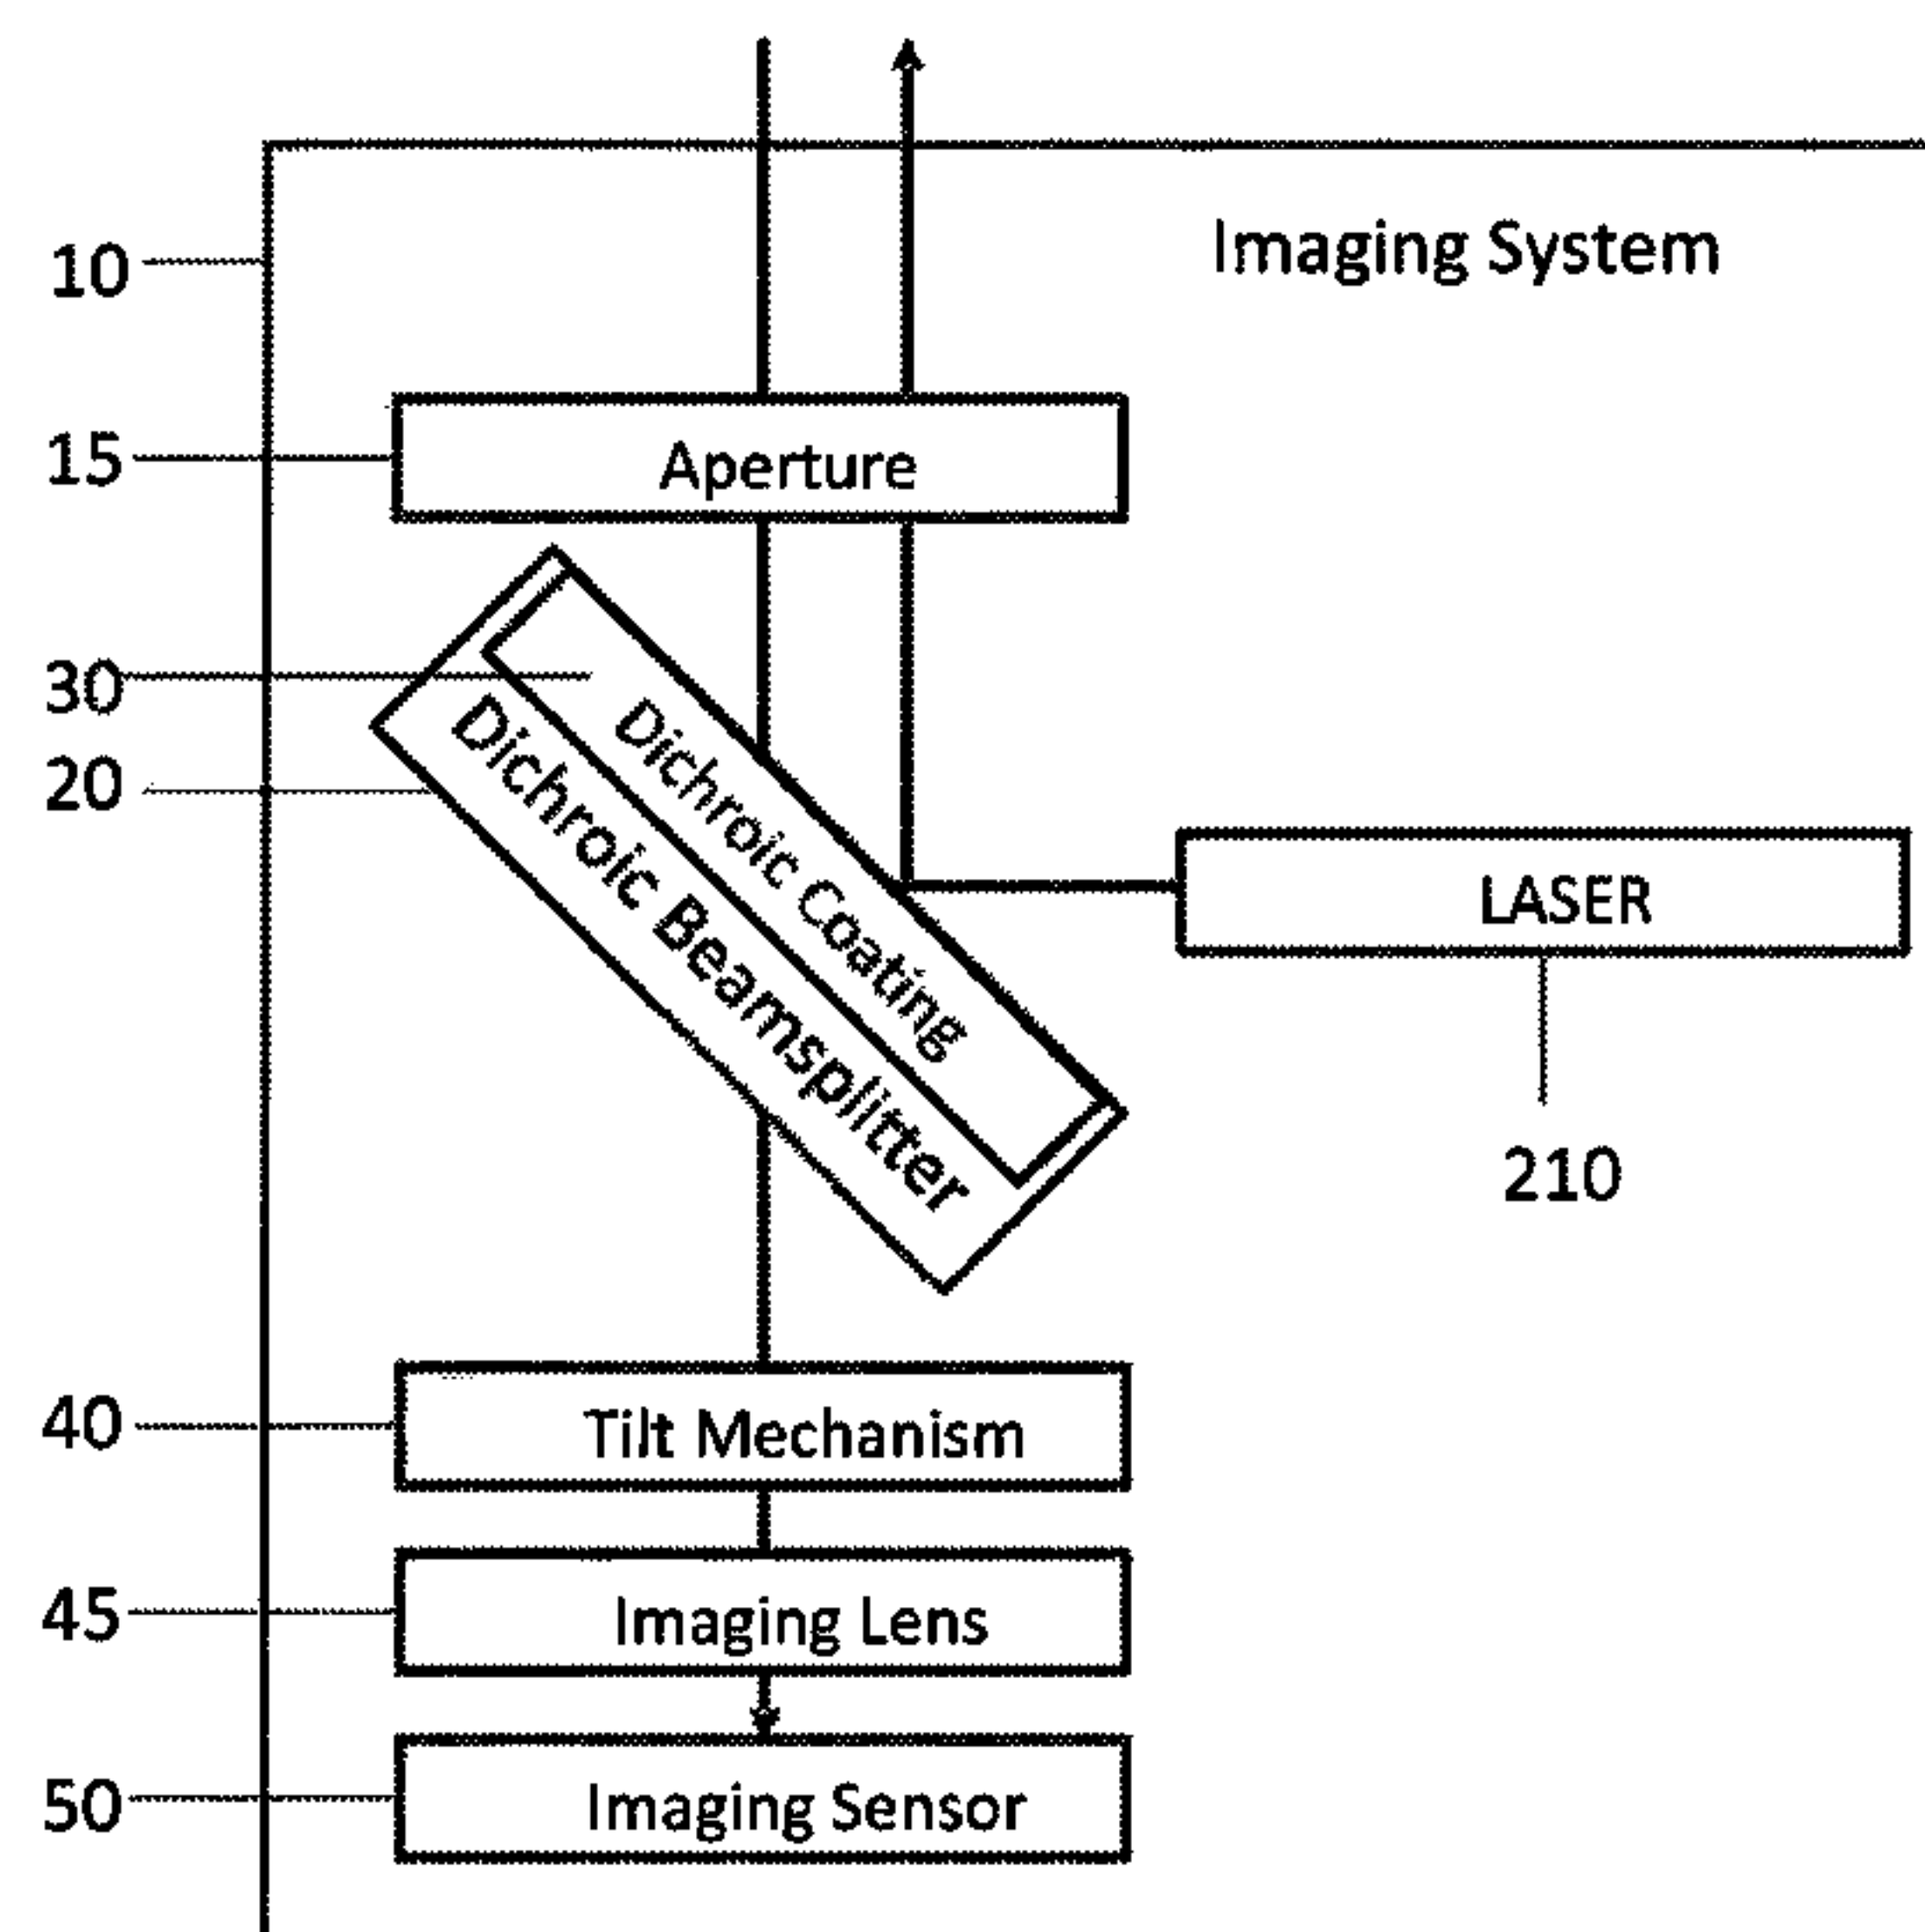 Imaging System
10
15
Aperture
30
Dichroic Coating
20
Dichroic Beamsplitter
LASER
210
40
Tilt Mechanism
45
Imaging Lens
50
Imaging Sensor